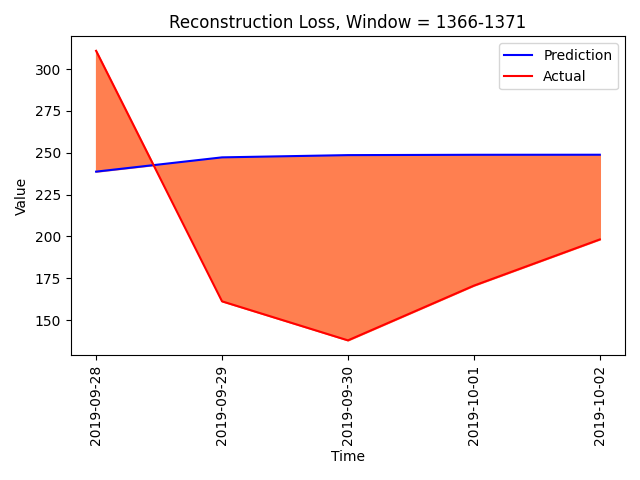 Reconstruction Loss, Window = 1366-1371
Prediction
Actual
Value
300
275
250
225
200
175
150
2019-09-28
2019-09-29
2019-09-30
2019-10-01
2019-10-02
Time